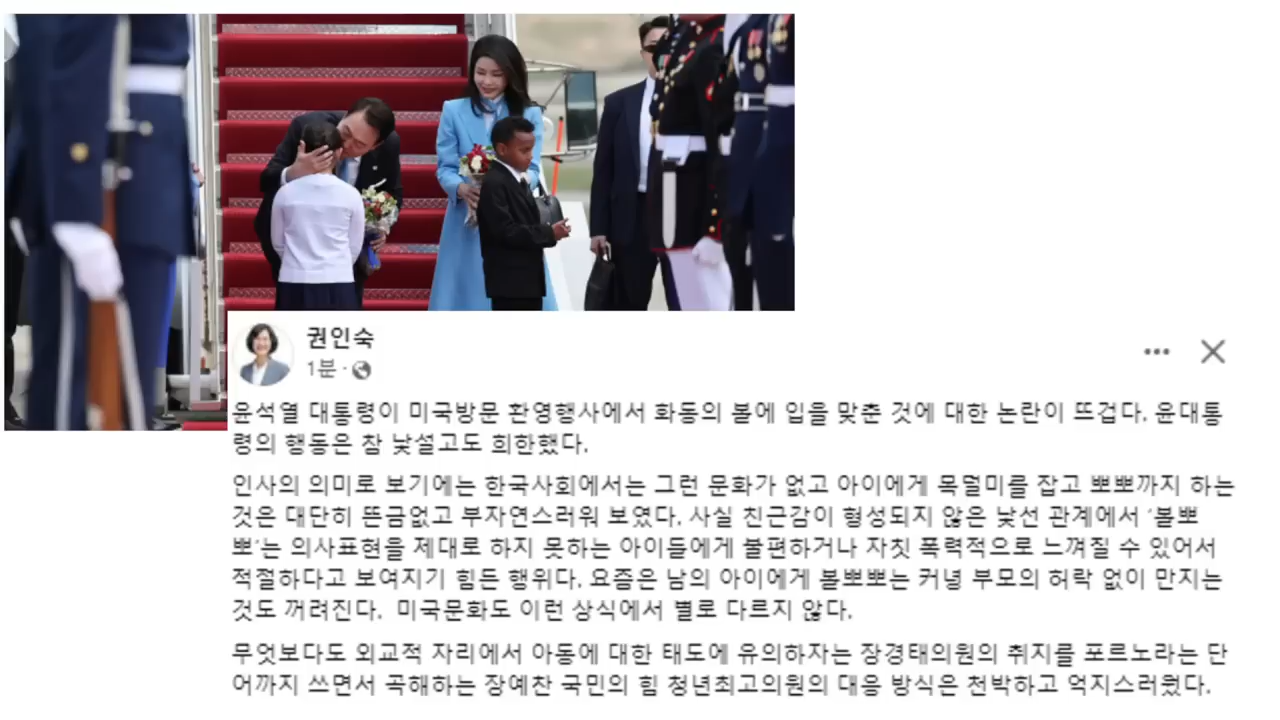 권인숙
1분 ·
윤석열 대통령이 미국방문 환영행사에서 화동의 볼에 입을 맞춘 것에 대한 논란이 뜨겁다. 윤대통
령의 행동은 참 낯설고도 희한했다.
인사의 의미로 보기에는 한국사회에서는 그런 문화가 없고 아이에게 목덜미를 잡고 뽀뽀까지 하는
것은 대단히 뜬금없고 부자연스러워 보였다. 사실 친근감이 형성되지 않은 낯선 관계에서 '볼뽀
뽀'는 의사표현을 제대로 하지 못하는 아이들에게 불편하거나 자칫 폭력적으로 느껴질 수 있어서
적절하다고 보여지기 힘든 행위다. 요즘은 남의 아이에게 볼뽀뽀는 커녕 부모의 허락 없이 만지는
것도 꺼려진다. 미국문화도 이런 상식에서 별로 다르지 않다.
무엇보다도 외교적 자리에서 아동에 대한 태도에 유의하자는 장경태의원의 취지를 포르노라는 단
어까지 쓰면서 곡해하는 장예찬 국민의 힘 청년최고의원의 대응 방식은 천박하고 억지스러웠다.